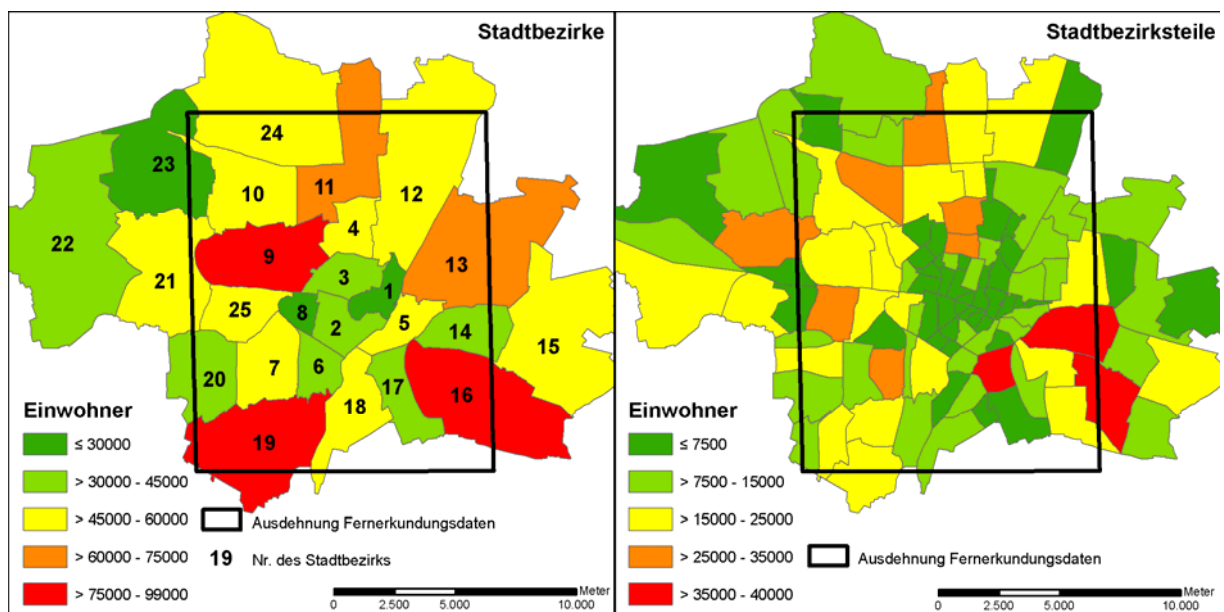 Stadtbezirke
24
23
10
11
12
22
4
9
3
13
21
1
25
8
2
5
14
15
7
6
20
17
16
18
19
Einwohner
≤ 30000
> 30000 - 45000
> 45000 - 60000
> 60000 - 75000
> 75000 - 99000
Ausdehnung Fernerkundungsdaten
19 Nr. des Stadtbezirks
Meter
0 2.500 5.000 10.000
Stadtbezirksteile
Einwohner
≤ 7500
> 7500 - 15000
> 15000 - 25000
> 25000 - 35000
> 35000 - 40000
Ausdehnung Fernerkundungsdaten
Meter
0 2.500 5.000 10.000